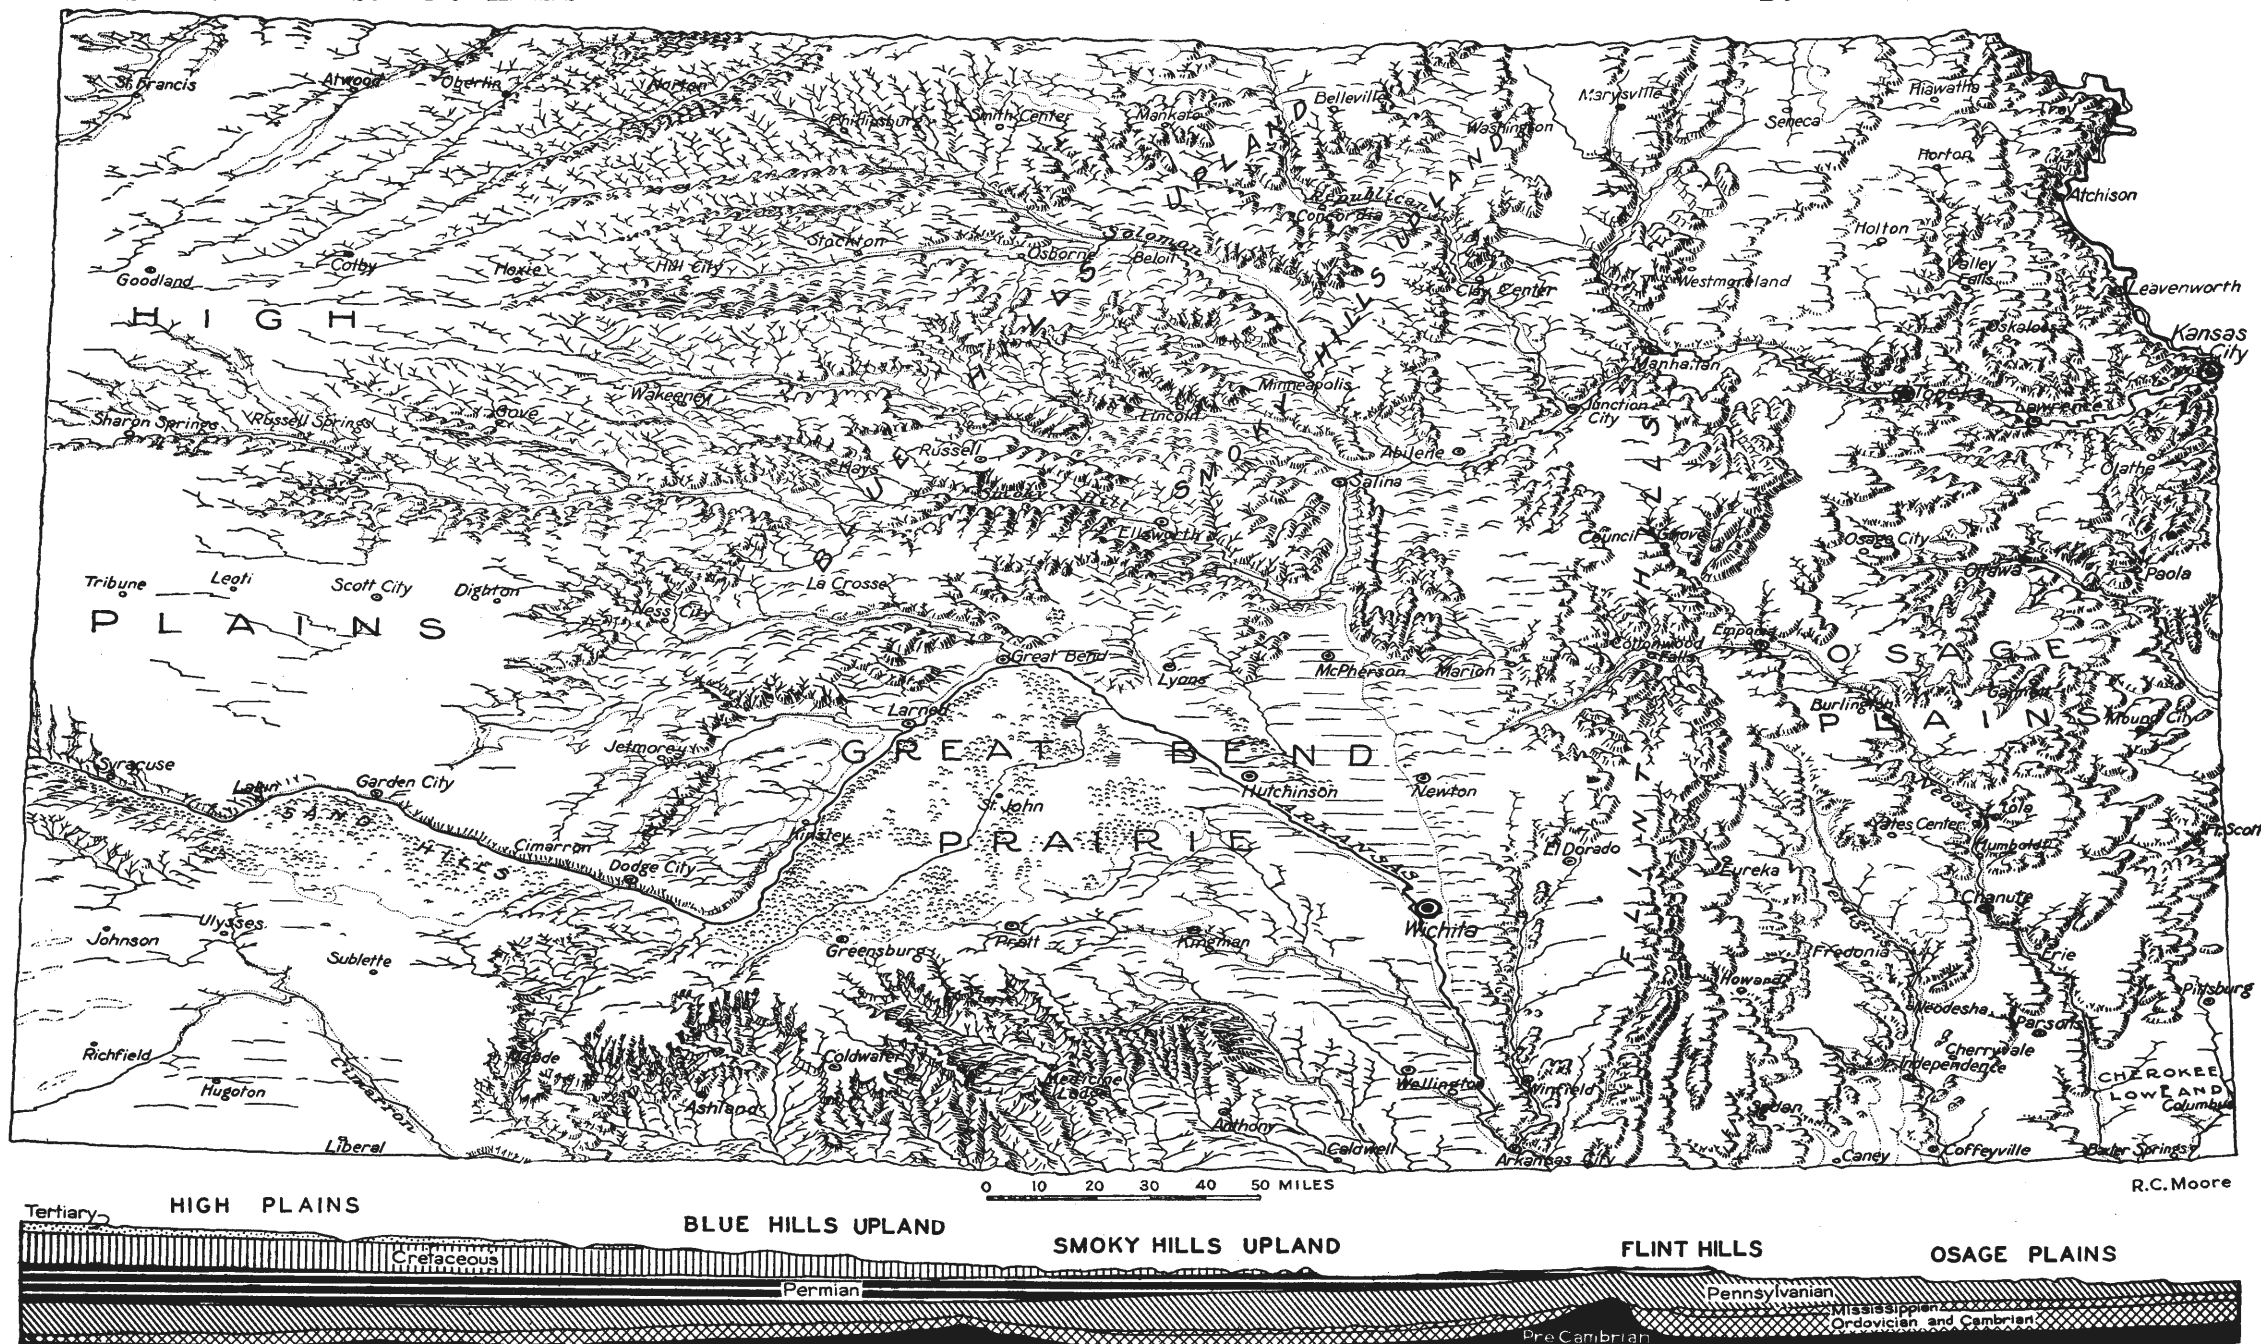 St. Francis
Atwood
Oberlin
Norton
Phillipsburg
Smith Center
Mankato
Belleville
Washington
Marysville
Seneca
Hiawatha
Troy
Horton
Atchison
UPLAND
UPLAND
Republican
Concordia
Holton
Stockton
Solomon
Osborne
Beloit
Goodland
Colby
Hoxie
Hill City
Clay Center
Westmoreland
Valley
Falls
Leavenworth
HIGH
Oskaloosa
Kansas
City
HILLS
Manhattan
Wakeeney
Minneapolis
Topeka
Lawrence
Junction
City
Sharon Springs
Russell Springs
Gove
Lincoln
Russell
Hays
Abilene
Olathe
Salina
SMOKY
BLUE
HILLS
Ellsworth
Council Grove
Osage City
Ottawa
Paola
Tribune
Leoti
Scott City
Dighton
La Crosse
Ness City
PLAINS
Great Bend
Lyons
McPherson
Marion
Cottonwood
Falls
Emporia
OSAGE
Garnett
Larned
Burlington
PLAINS
Mound City
Jetmore
GREAT BEND
Syracuse
Lakin
Garden City
Hutchinson
Newton
St John
Neosho
Iola
SAND
HILLS
Kinsley
ARKANSAS
Yates Center
Ft. Scott
Cimarron
Dodge City
PRAIRIE
El Dorado
Humboldt
Eureka
FLINT HILLS
Verdigris
Chanute
Ulysses
Johnson
Wichita
Sublette
Greensburg
Pratt
Kingman
Fredonia
Erie
Howard
Pittsburg
Neodesha
Parsons
Richfield
Meade
Coldwater
Cherryvale
Independence
Hugoton
Cimarron
Medicine
Lodge
Wellington
Winfield
CHEROKEE
LOWLAND
Columbus
Ashland
Sedan
Anthony
Liberal
Caldwell
Arkansas City
Caney
Coffeyville
Baxter Springs
0 10 20 30 40 50 MILES
R.C. Moore
Tertiary
HIGH PLAINS
BLUE HILLS UPLAND
SMOKY HILLS UPLAND
FLINT HILLS
OSAGE PLAINS
Cretaceous
Permian
Pennsylvanian
Mississippian
Ordovician and Cambrian
Pre Cambrian